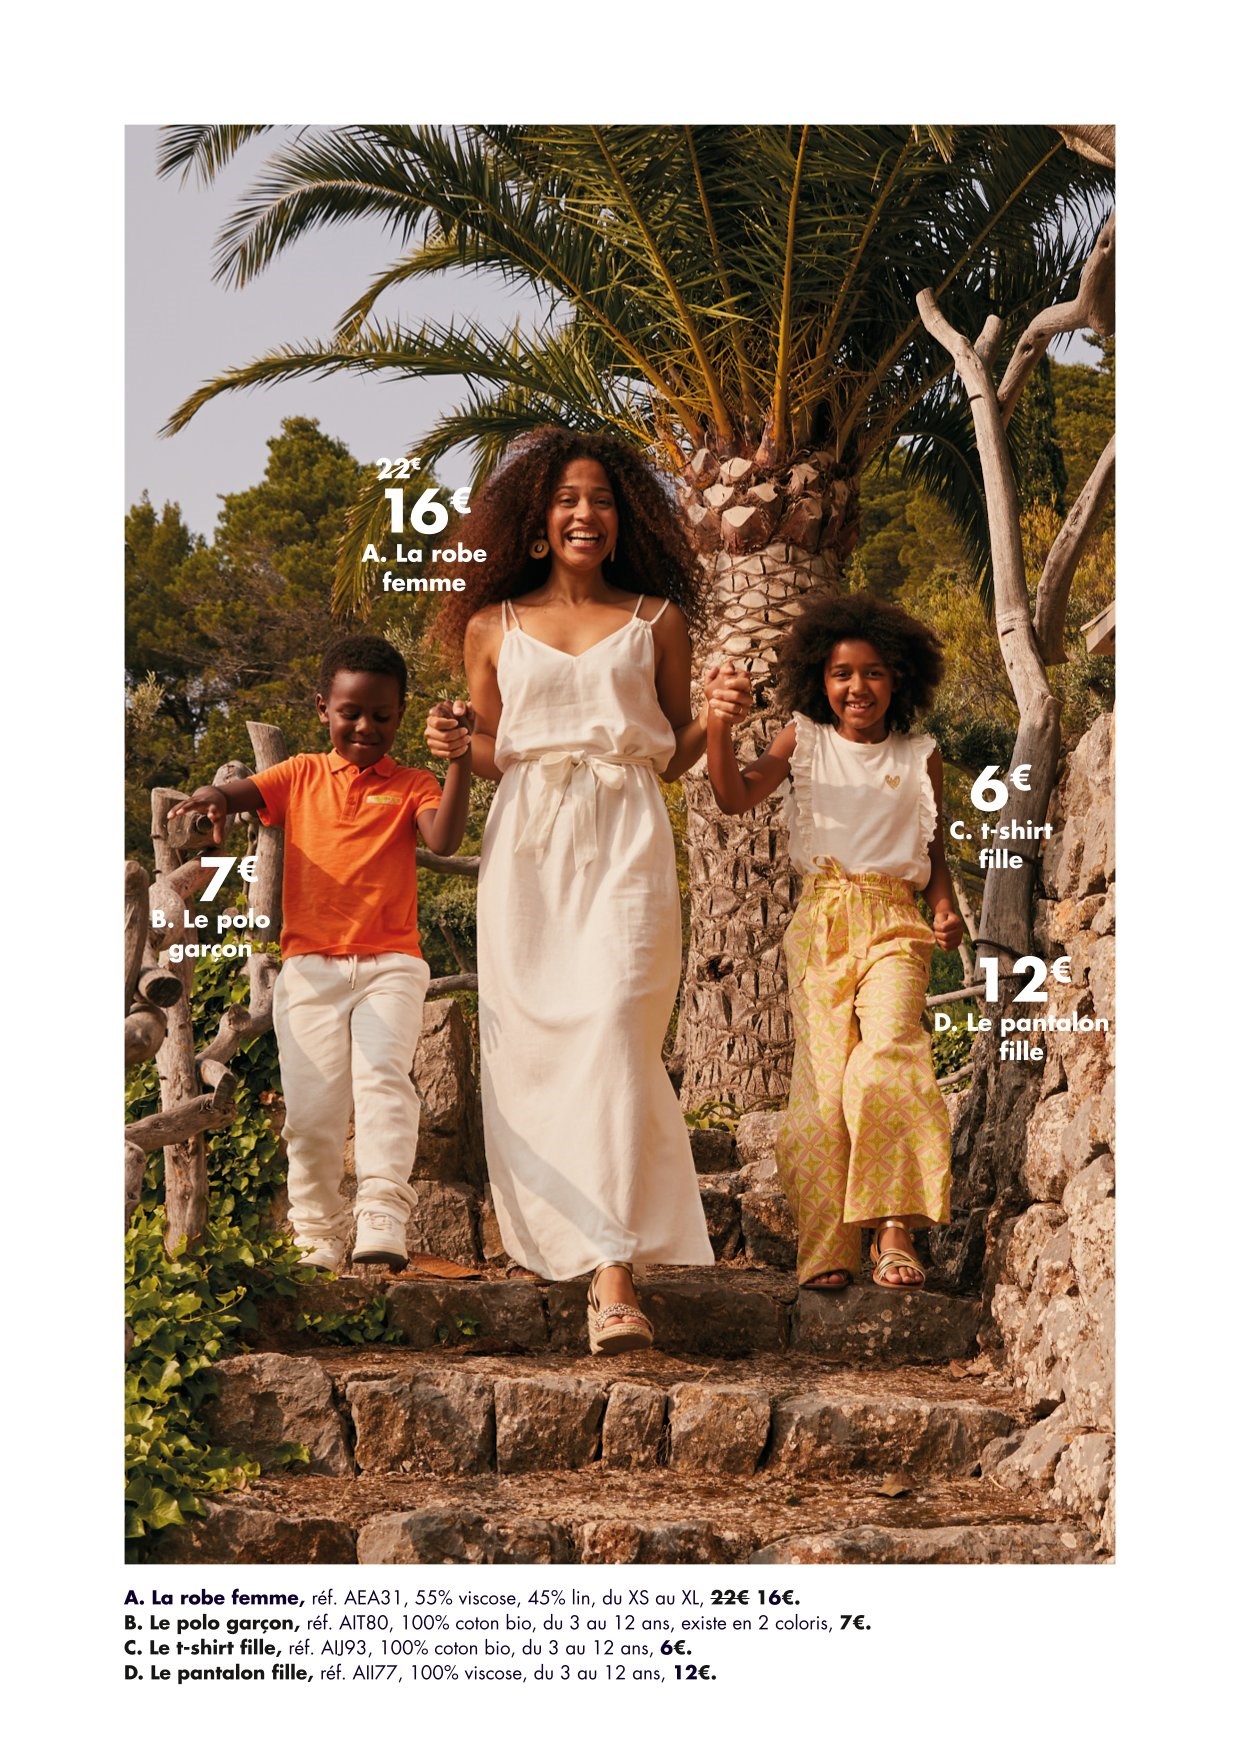 22€
16€
A. La robe
femme
6€
C. t-shirt
fille
7€
B. Le polo
garçon
12€
D. Le pantalon
fille
A. La robe femme, réf. AEA31, 55% viscose, 45% lin, du XS au XL, 22€ 16€.
B. Le polo garçon, réf. AIT80, 100% coton bio, du 3 au 12 ans, existe en 2 coloris, 7€.
C. Le t-shirt fille, réf. AIJ93, 100% coton bio, du 3 au 12 ans, 6€.
D. Le pantalon fille, réf. AII77, 100% viscose, du 3 au 12 ans, 12€.